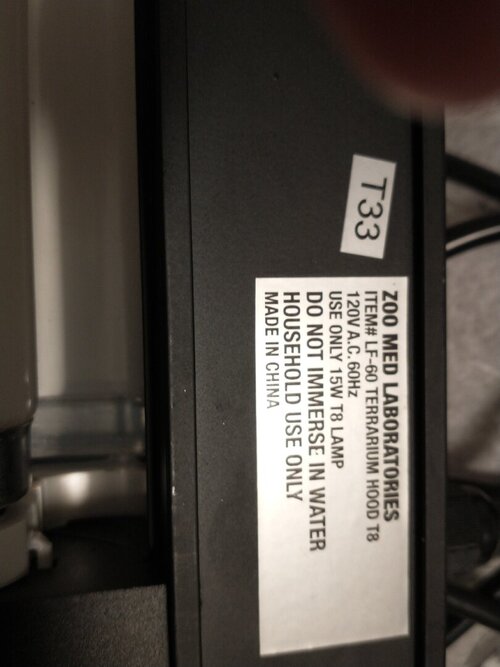 T33
ZOO MED LABORATORIES
ITEM# LF-60 TERRARIUM HOOD T8
120V A.C. 60Hz
USE ONLY 15W T8 LAMP
DO NOT IMMERSE IN WATER
HOUSEHOLD USE ONLY
MADE IN CHINA